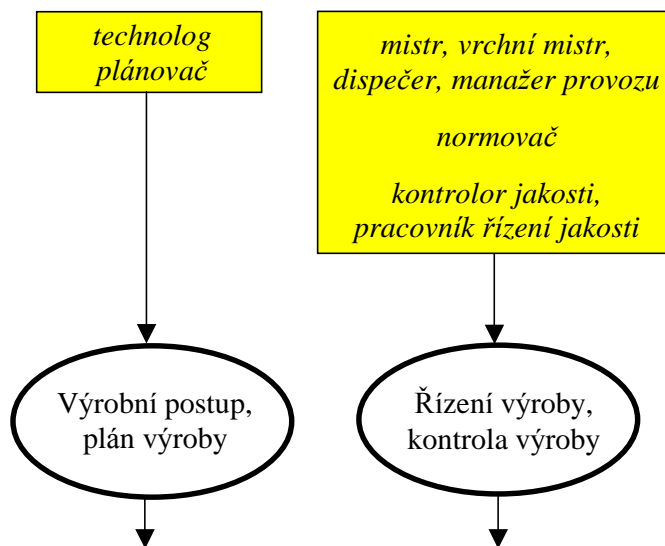 technolog
plánovač
mistr, vrchní mistr,
dispečer, manažer provozu
normovač
kontrolor jakosti,
pracovník řízení jakosti
Výrobní postup,
plán výroby
Řízení výroby,
kontrola výroby